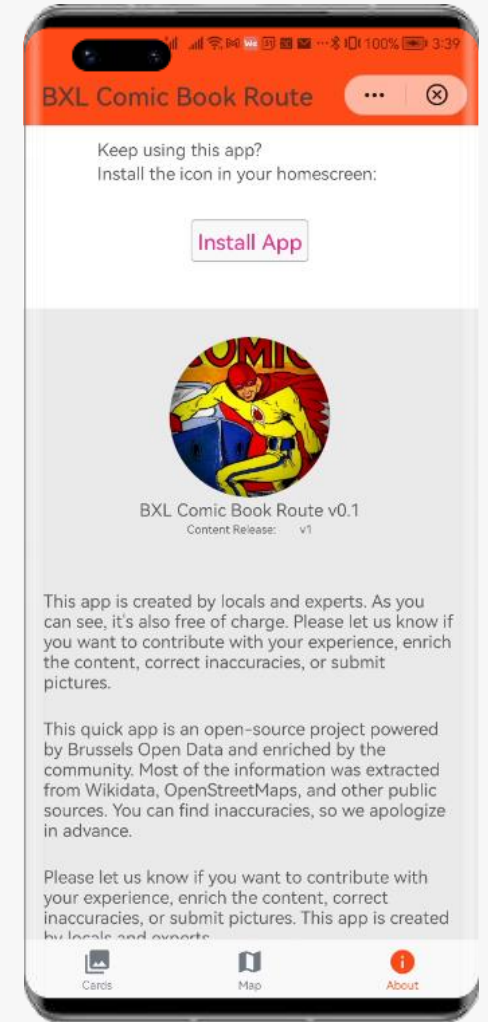 100% 3:39
BXL Comic Book Route
Keep using this app?
Install the icon in your homescreen:
Install App
COMIC
BXL Comic Book Route v0.1
Content Release: v1
This app is created by locals and experts. As you
can see, it's also free of charge. Please let us know if
you want to contribute with your experience, enrich
the content, correct inaccuracies, or submit
pictures.
This quick app is an open-source project powered
by Brussels Open Data and enriched by the
community. Most of the information was extracted
from Wikidata, OpenStreetMaps, and other public
sources. You can find inaccuracies, so we apologize
in advance.
Please let us know if you want to contribute with
your experience, enrich the content, correct
inaccuracies, or submit pictures. This app is created
by locals and experts
Cards Map About